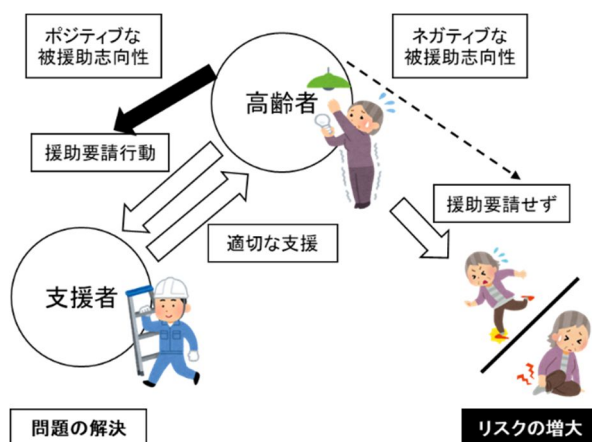 ポジティブな
被援助志向性
ネガティブな
被援助志向性
高齢者
援助要請行動
援助要請せず
適切な支援
支援者
問題の解決
リスクの増大